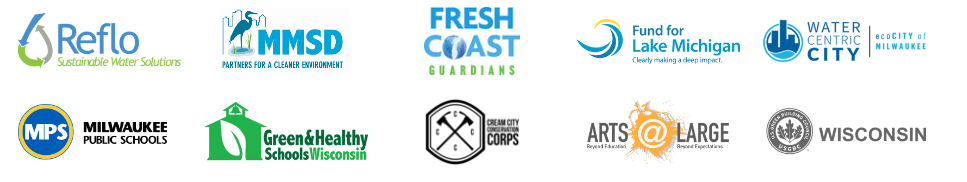 Reflo
Sustainable Water Solutions
MMSD
PARTNERS FOR A CLEANER ENVIRONMENT
FRESH
COAST
GUARDIANS
Fund for
Lake Michigan
Clearly making a deep impact.
WATER
CENTRIC
CITY
ecoCITY of
MILWAUKEE
MPS
MILWAUKEE
PUBLIC SCHOOLS
Green&Healthy
SchoolsWisconsin
C
C C
C
CREAM CITY
CONSERVATION
CORPS
ARTS@LARGE
Beyond Education. Beyond Expectations.
USGBC
WISCONSIN